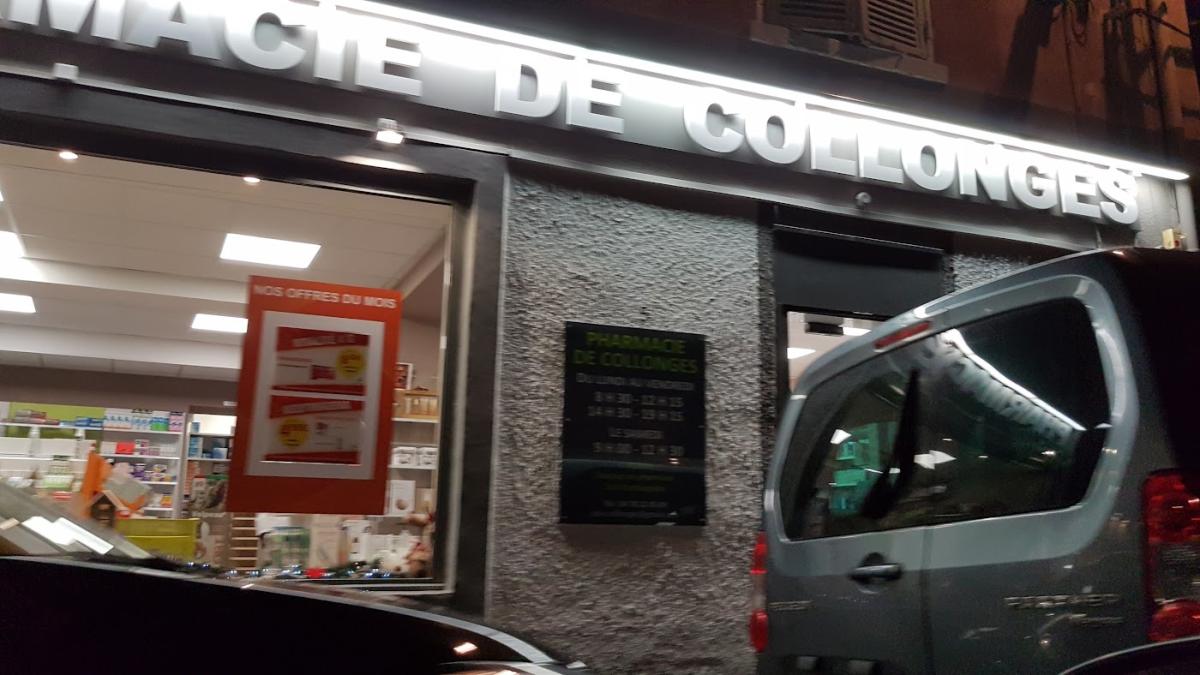 MACIE DE COLLONGES
NOS OFFRES DU MOIS
PHARMACIE
DE COLLONGES
DU LUNDI AU VENDREDI
8 H 30 - 12 H 15
14 H 30 - 19 H 15
LE SAMEDI
9 H 00 - 12 H 30